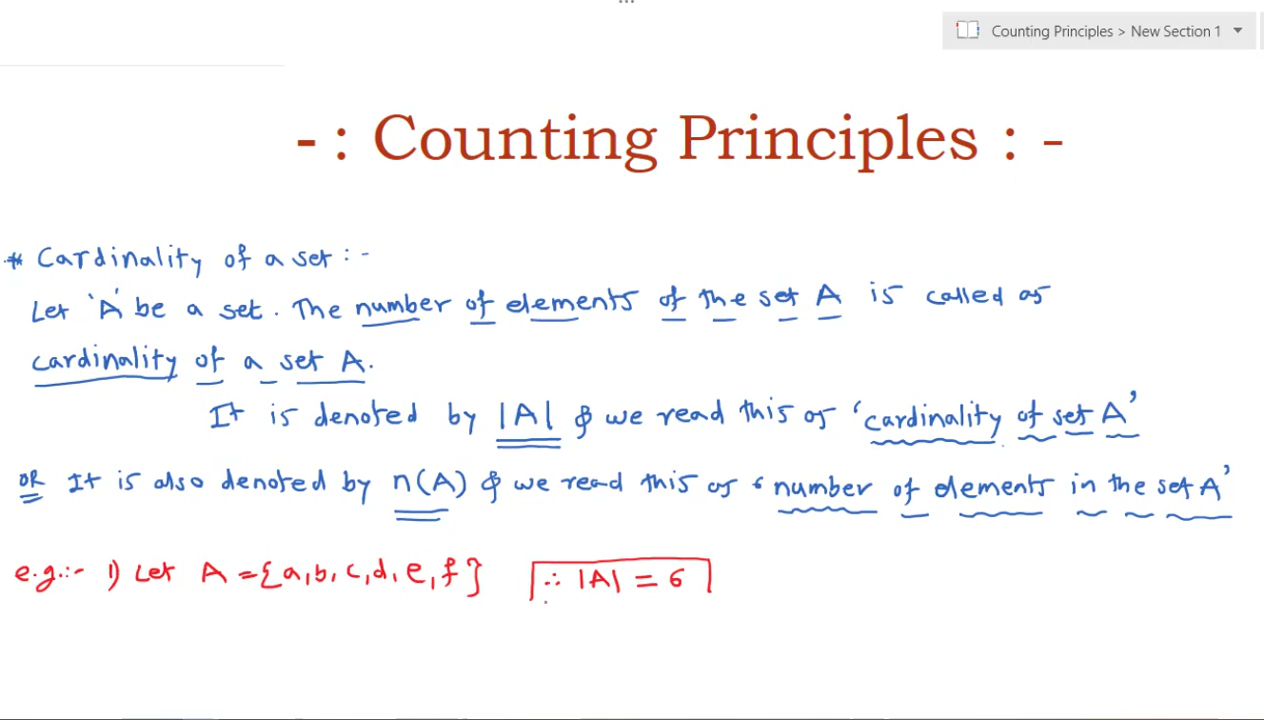 ...
Counting Principles > New Section 1
- : Counting Principles : -
* Cardinality of a set : -
Let 'A' be a set. The number of elements of the set A is called as
cardinality of a set A.
It is denoted by |A| & we read this as 'cardinality of set A'
OR It is also denoted by n(A) & we read this as 'number of elements in the set A'
e.g.:- 1) Let A = {a, b, c, d, e, f} ∴ |A| = 6